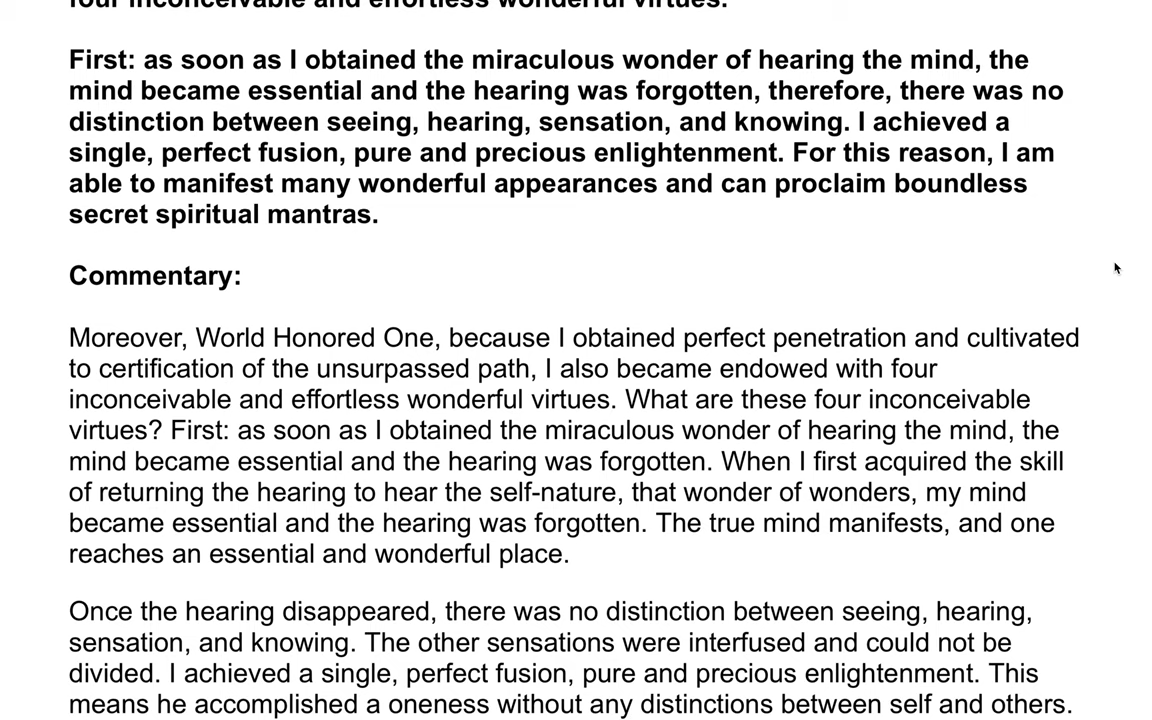 four inconceivable and effortless wonderful virtues.
First: as soon as I obtained the miraculous wonder of hearing the mind, the
mind became essential and the hearing was forgotten, therefore, there was no
distinction between seeing, hearing, sensation, and knowing. I achieved a
single, perfect fusion, pure and precious enlightenment. For this reason, I am
able to manifest many wonderful appearances and can proclaim boundless
secret spiritual mantras.
Commentary:
Moreover, World Honored One, because I obtained perfect penetration and cultivated
to certification of the unsurpassed path, I also became endowed with four
inconceivable and effortless wonderful virtues. What are these four inconceivable
virtues? First: as soon as I obtained the miraculous wonder of hearing the mind, the
mind became essential and the hearing was forgotten. When I first acquired the skill
of returning the hearing to hear the self-nature, that wonder of wonders, my mind
became essential and the hearing was forgotten. The true mind manifests, and one
reaches an essential and wonderful place.
Once the hearing disappeared, there was no distinction between seeing, hearing,
sensation, and knowing. The other sensations were interfused and could not be
divided. I achieved a single, perfect fusion, pure and precious enlightenment. This
means he accomplished a oneness without any distinctions between self and others.